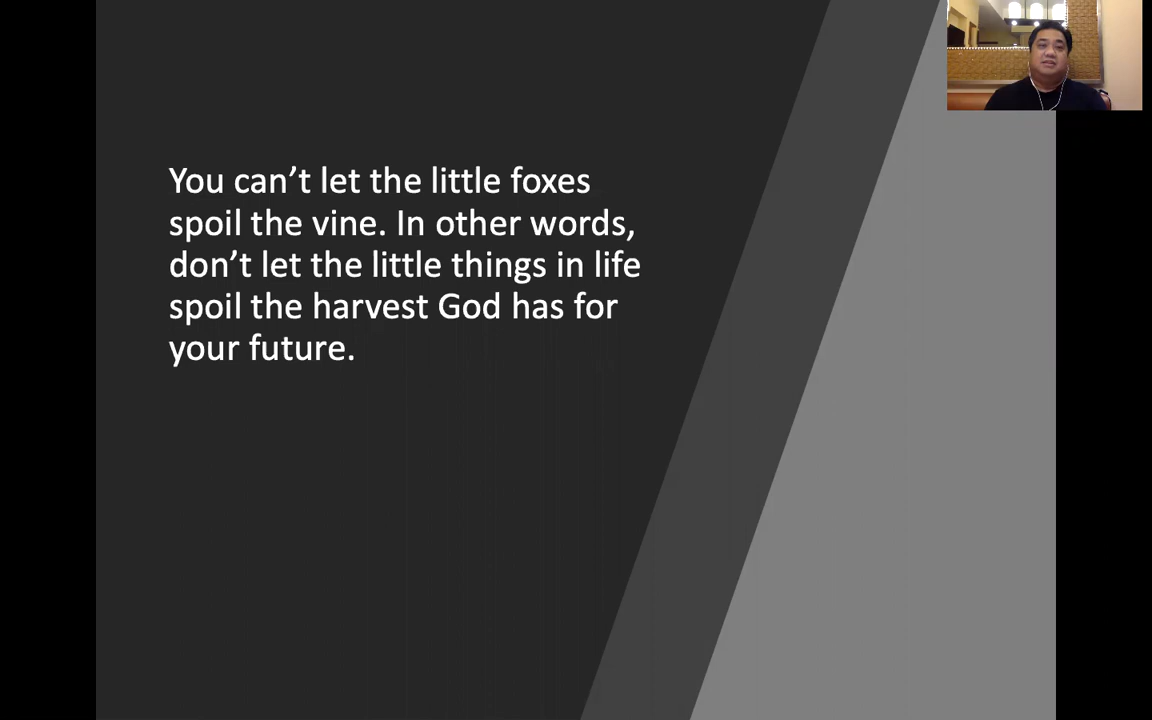 You can’t let the little foxes
spoil the vine. In other words,
don’t let the little things in life
spoil the harvest God has for
your future.